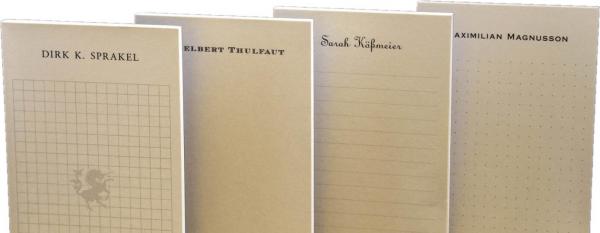 DIRK K. SPRAKEL
ELBERT THULFAUT
Sarah Käßmeier
AXIMILIAN MAGNUSSON